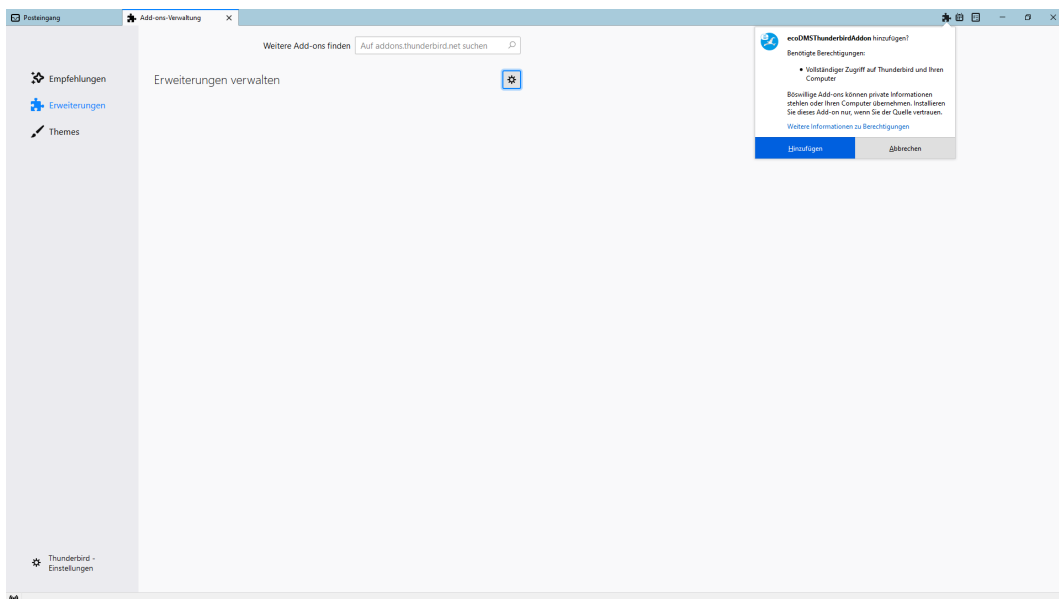 Posteingang
Add-ons-Verwaltung
Weitere Add-ons finden
Auf addons.thunderbird.net suchen
Empfehlungen
Erweiterungen
Themes
Erweiterungen verwalten
ecoDMSThunderbirdAddon hinzufügen?
Benötigte Berechtigungen:
• Vollständiger Zugriff auf Thunderbird und Ihren
Computer
Böswillige Add-ons können private Informationen
stehlen oder Ihren Computer übernehmen. Installieren
Sie dieses Add-on nur, wenn Sie der Quelle vertrauen.
Weitere Informationen zu Berechtigungen
Hinzufügen
Abbrechen
Thunderbird -
Einstellungen